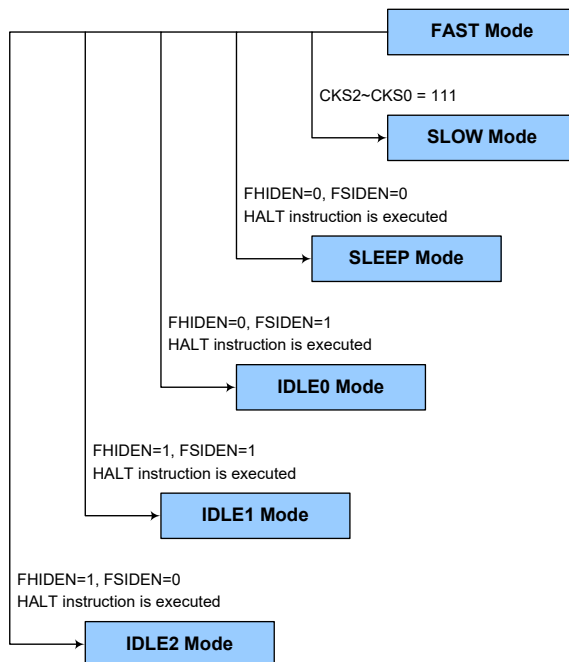 FAST Mode
CKS2~CKS0 = 111
SLOW Mode
FHIDEN=0, FSIDEN=0
HALT instruction is executed
SLEEP Mode
FHIDEN=0, FSIDEN=1
HALT instruction is executed
IDLE0 Mode
FHIDEN=1, FSIDEN=1
HALT instruction is executed
IDLE1 Mode
FHIDEN=1, FSIDEN=0
HALT instruction is executed
IDLE2 Mode